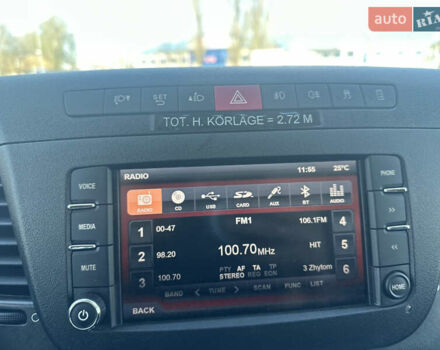 auto RIA
SET
TOT. H. KÖRLÄGE = 2.72 M
RADIO 11:55 25°C
VOICE
MEDIA
MUTE
PHONE
HOME
RADIO CD USB CARD AUX BT AUDIO
FM1
1 00-47 106.1FM 4
100.70MHz
2 98.20 HIT 5
3 100.70 3 Zhytom 6
PTY AF TA TP
STEREO REG EON
BAND TUNE SCAN FUNC LIST
BACK